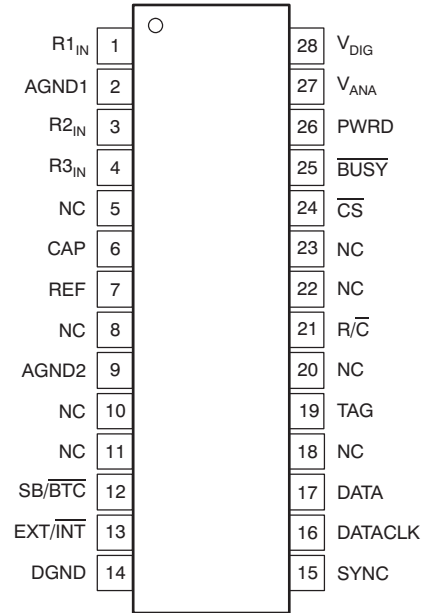 R1IN 1 28 VDIG
AGND1 2 27 VANA
R2IN 3 26 PWRD
R3IN 4 25 BUSY
NC 5 24 CS
CAP 6 23 NC
REF 7 22 NC
NC 8 21 R/C
AGND2 9 20 NC
NC 10 19 TAG
NC 11 18 NC
SB/BTC 12 17 DATA
EXT/INT 13 16 DATACLK
DGND 14 15 SYNC